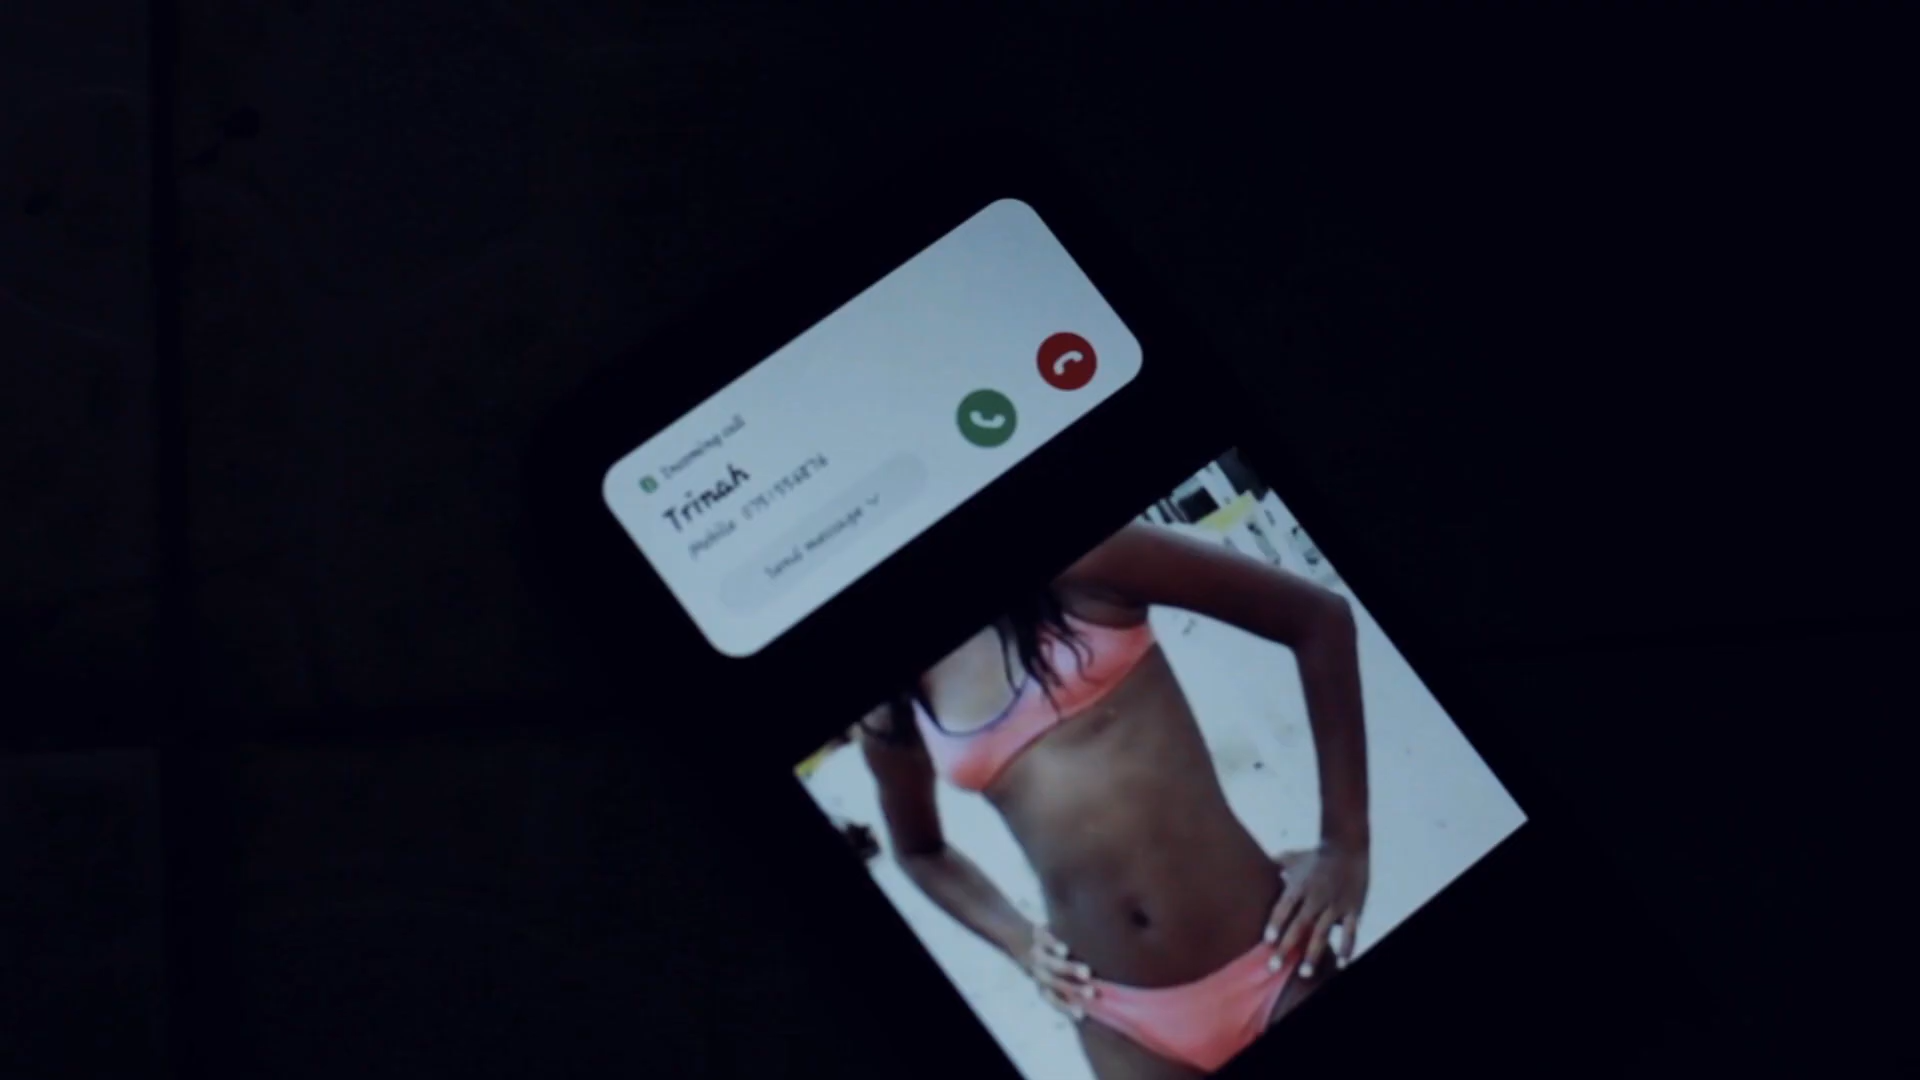 Incoming call
Trinah
Mobile
Send message